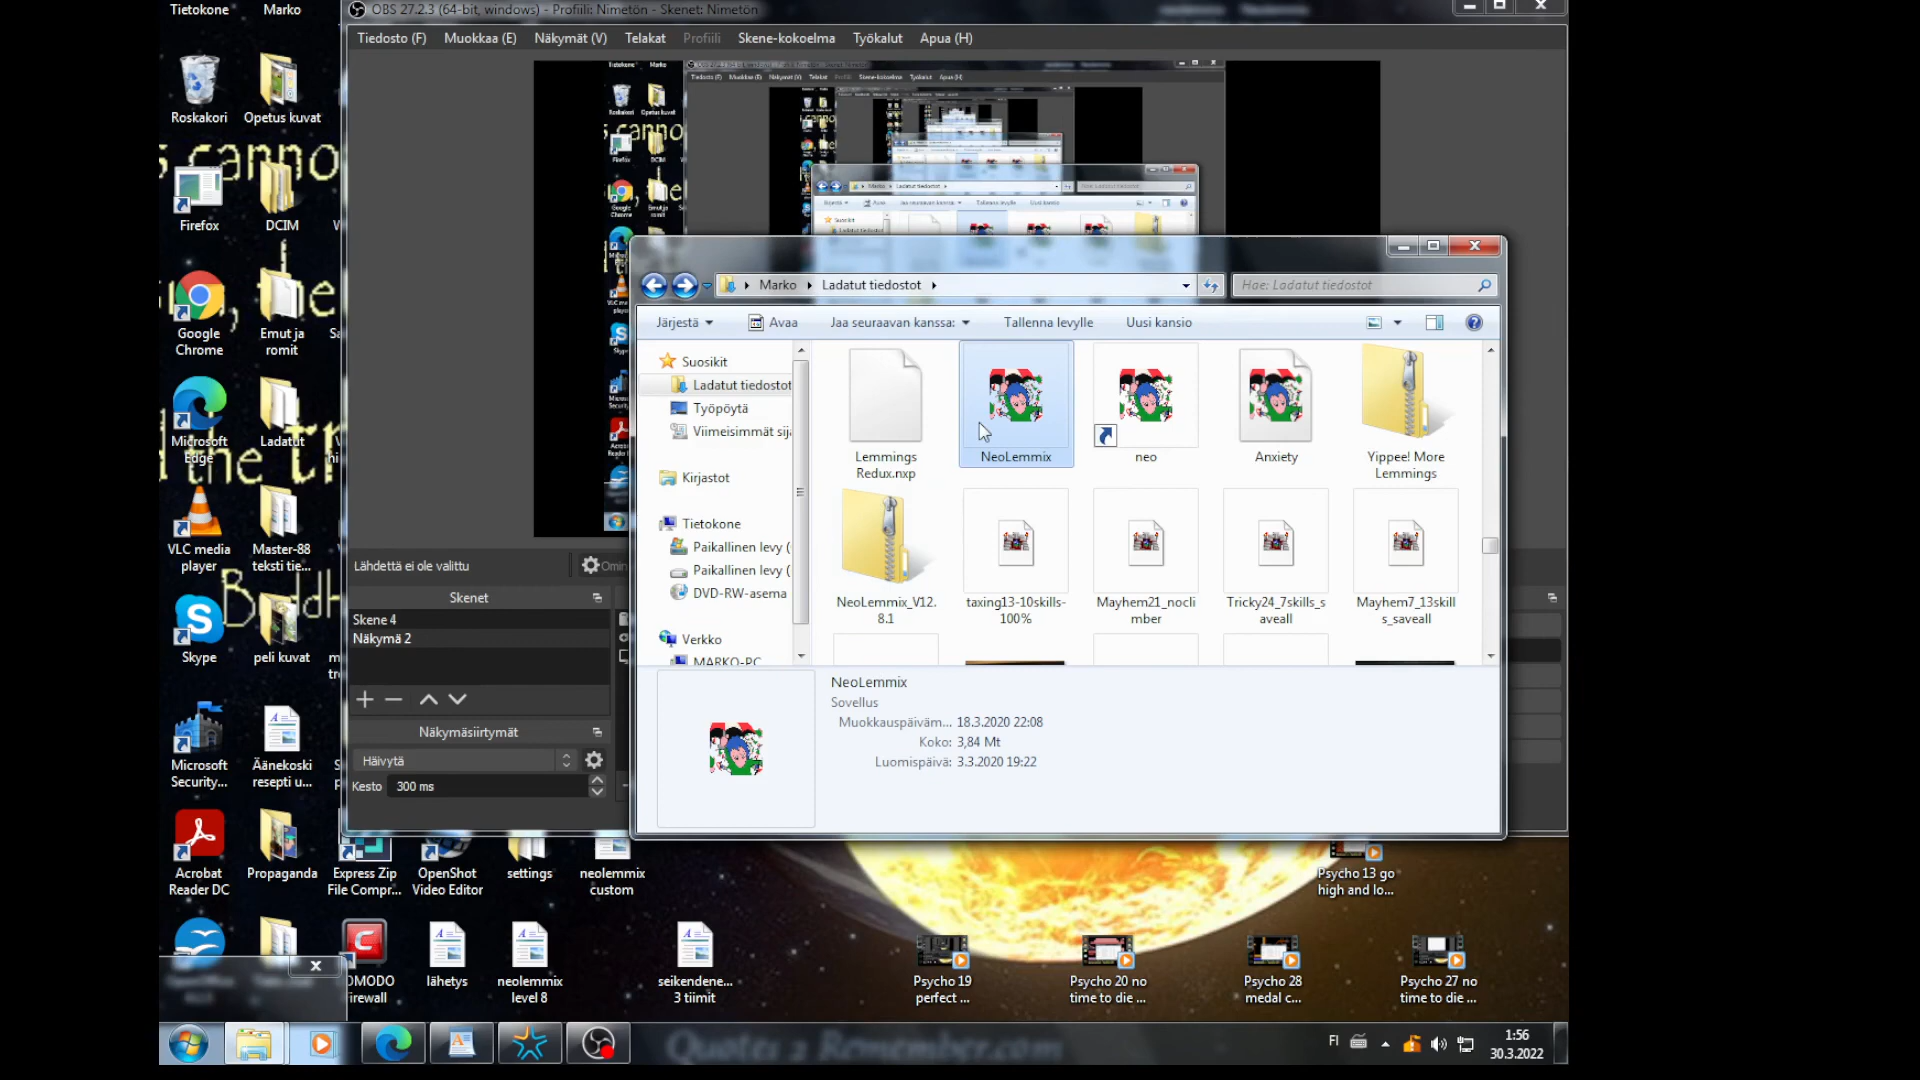 Tietokone
Marko
OBS 27.2.3 (64-bit, windows) - Profiili: Nimetön - Skenet: Nimetön
Tiedosto (F)
Muokkaa (E)
Näkymät (V)
Telakat
Profiili
Skene-kokoelma
Työkalut
Apua (H)
Roskakori
Opetus kuvat
s canno
Firefox
DCIM
Google
Chrome
Emut ja
romit
Microsoft
Edge
Ladatut
VLC media
player
Master-88
teksti tie...
Skype
peli kuvat
Microsoft
Security...
Äänekoski
resepti u...
Acrobat
Reader DC
Propaganda
Express Zip
File Compr...
OpenShot
Video Editor
settings
neolemmix
custom
OMODO
irewall
lähetys
neolemmix
level 8
seikendene...
3 tiimit
Psycho 13 go
high and lo...
Psycho 19
perfect ...
Psycho 20 no
time to die ...
Psycho 28
medal c...
Psycho 27 no
time to die ...
Marko
Ladatut tiedostot
Hae: Ladatut tiedostot
Järjestä
Avaa
Jaa seuraavan kanssa:
Tallenna levylle
Uusi kansio
Suosikit
Ladatut tiedostot
Työpöytä
Viimeisimmät sij
Kirjastot
Tietokone
Paikallinen levy (
Paikallinen levy (
DVD-RW-asema
Verkko
MARKO-PC
Lemmings
Redux.nxp
NeoLemmix
neo
Anxiety
Yippee! More
Lemmings
NeoLemmix_V12.
8.1
taxing13-10skills-
100%
Mayhem21_nocli
mber
Tricky24_7skills_s
aveall
Mayhem7_13skill
s_saveall
NeoLemmix
Sovellus
Muokkauspäiväm... 18.3.2020 22:08
Koko: 3,84 Mt
Luomispäivä: 3.3.2020 19:22
Lähdettä ei ole valittu
Omin
Skenet
Skene 4
Näkymä 2
Näkymäsiirtymät
Häivytä
Kesto
300 ms
Quotes 2 Remember.com
FI
1:56
30.3.2022